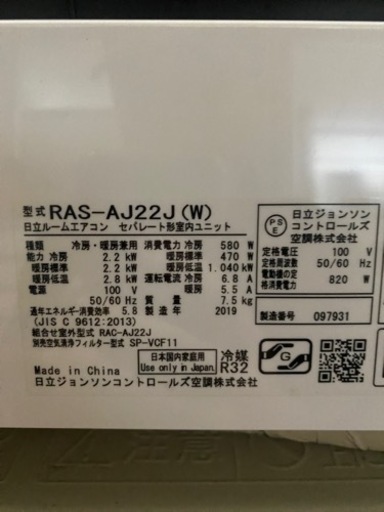 型式 RAS-AJ22J(W)
日立ルームエアコン セパレート形室内ユニット
種類 冷房・暖房兼用 消費電力 冷房 580 W
能力 冷房 2.2 kW 暖房標準 470 W
暖房標準 2.2 kW 暖房低温 1.040 kW
暖房低温 2.8 kW 運転電流 冷房 6.8 A
電源 100 V 暖房 5.5 A
50/60 Hz 質量 7.5 kg
通年エネルギー消費効率 5.8 製造年 2019
(JIS C 9612:2013)
組合せ室外型式 RAC-AJ22J
別売空気清浄フィルター型式 SP-VCF11
日本国内家庭用
Use only in Japan.
冷媒
R32
日立ジョンソンコントロールズ空調株式会社
Made in China
PS
E
日立ジョンソン
コントロールズ
空調株式会社
定格電圧 100 V
定格周波数 50/60 Hz
電動機の定格消費電力 820 W
製造番号 097931
G